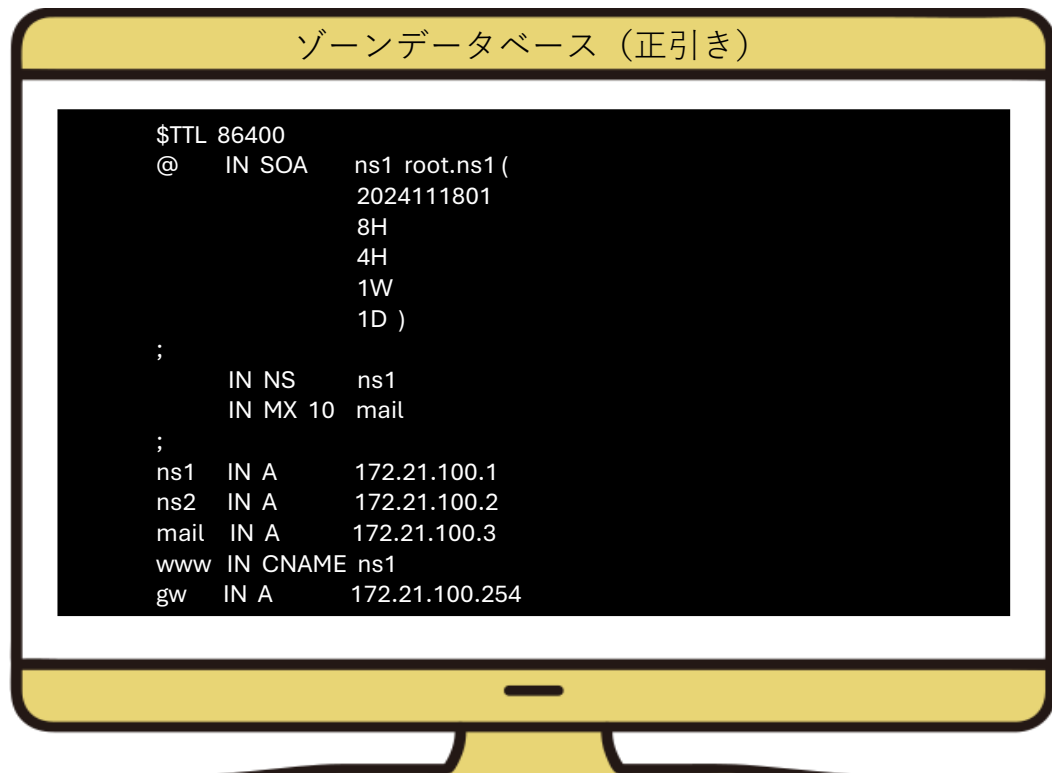 ゾーンデータベース（正引き）
$TTL 86400
@ IN SOA ns1 root.ns1 (
2024111801
8H
4H
1W
1D )
;
IN NS ns1
IN MX 10 mail
;
ns1 IN A 172.21.100.1
ns2 IN A 172.21.100.2
mail IN A 172.21.100.3
www IN CNAME ns1
gw IN A 172.21.100.254